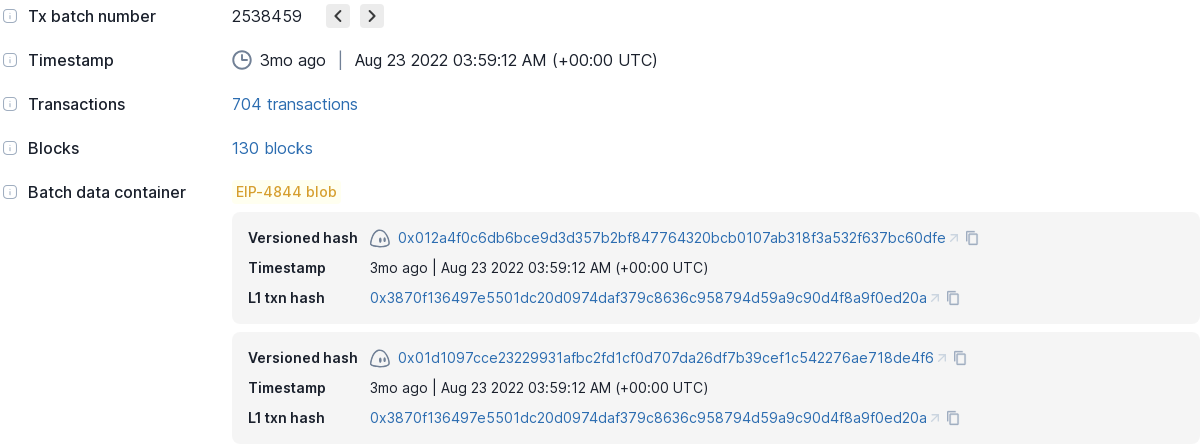 Tx batch number 2538459
Timestamp 3mo ago | Aug 23 2022 03:59:12 AM (+00:00 UTC)
Transactions 704 transactions
Blocks 130 blocks
Batch data container EIP-4844 blob
Versioned hash 0x012a4f0c6db6bce9d3d357b2bf847764320bcb0107ab318f3a532f637bc60dfe
Timestamp 3mo ago | Aug 23 2022 03:59:12 AM (+00:00 UTC)
L1 txn hash 0x3870f136497e5501dc20d0974daf379c8636c958794d59a9c90d4f8a9f0ed20a
Versioned hash 0x01d1097cce23229931afbc2fd1cf0d707da26df7b39cef1c542276ae718de4f6
Timestamp 3mo ago | Aug 23 2022 03:59:12 AM (+00:00 UTC)
L1 txn hash 0x3870f136497e5501dc20d0974daf379c8636c958794d59a9c90d4f8a9f0ed20a